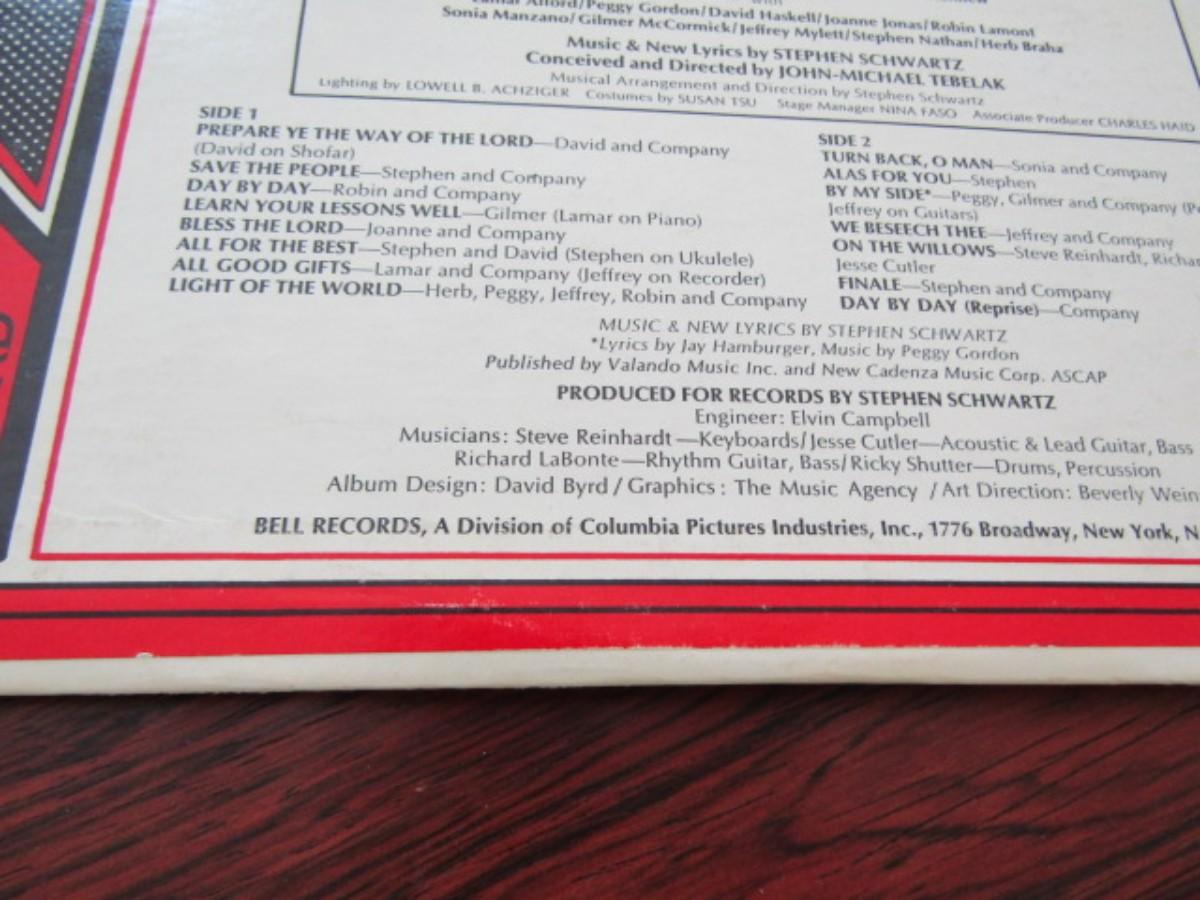 with
Lamar Allord/Peggy Gordon/David Haskell/Joanne Jonas/Robin Lamont
Sonia Manzano/Gilmer McCormick/Jeffrey Mylett/Stephen Nathan/Herb Braha
Music & New Lyrics by STEPHEN SCHWARTZ
Conceived and Directed by JOHN-MICHAEL TEBELAK
Musical Arrangement and Direction by Stephen Schwartz
Lighting by LOWELL B. ACHZIGER Costumes by SUSAN TSU Stage Manager NINA FASO Associate Producer CHARLES HAID
SIDE 1
PREPARE YE THE WAY OF THE LORD—David and Company
(David on Shofar)
SAVE THE PEOPLE—Stephen and Company
DAY BY DAY—Robin and Company
LEARN YOUR LESSONS WELL—Gilmer (Lamar on Piano)
BLESS THE LORD—Joanne and Company
ALL FOR THE BEST—Stephen and David (Stephen on Ukulele)
ALL GOOD GIFTS—Lamar and Company (Jeffrey on Recorder)
LIGHT OF THE WORLD—Herb, Peggy, Jeffrey, Robin and Company
SIDE 2
TURN BACK, O MAN—Sonia and Company
ALAS FOR YOU—Stephen
BY MY SIDE*—Peggy, Gilmer and Company (Pe
Jeffrey on Guitars)
WE BESEECH THEE—Jeffrey and Company
ON THE WILLOWS—Steve Reinhardt, Richar
Jesse Cutler
FINALE—Stephen and Company
DAY BY DAY (Reprise)—Company
MUSIC & NEW LYRICS BY STEPHEN SCHWARTZ
*Lyrics by Jay Hamburger, Music by Peggy Gordon
Published by Valando Music Inc. and New Cadenza Music Corp. ASCAP
PRODUCED FOR RECORDS BY STEPHEN SCHWARTZ
Engineer: Elvin Campbell
Musicians: Steve Reinhardt—Keyboards/Jesse Cutler—Acoustic & Lead Guitar, Bass
Richard LaBonte—Rhythm Guitar, Bass/Ricky Shutter—Drums, Percussion
Album Design: David Byrd / Graphics: The Music Agency / Art Direction: Beverly Wein
BELL RECORDS, A Division of Columbia Pictures Industries, Inc., 1776 Broadway, New York, N